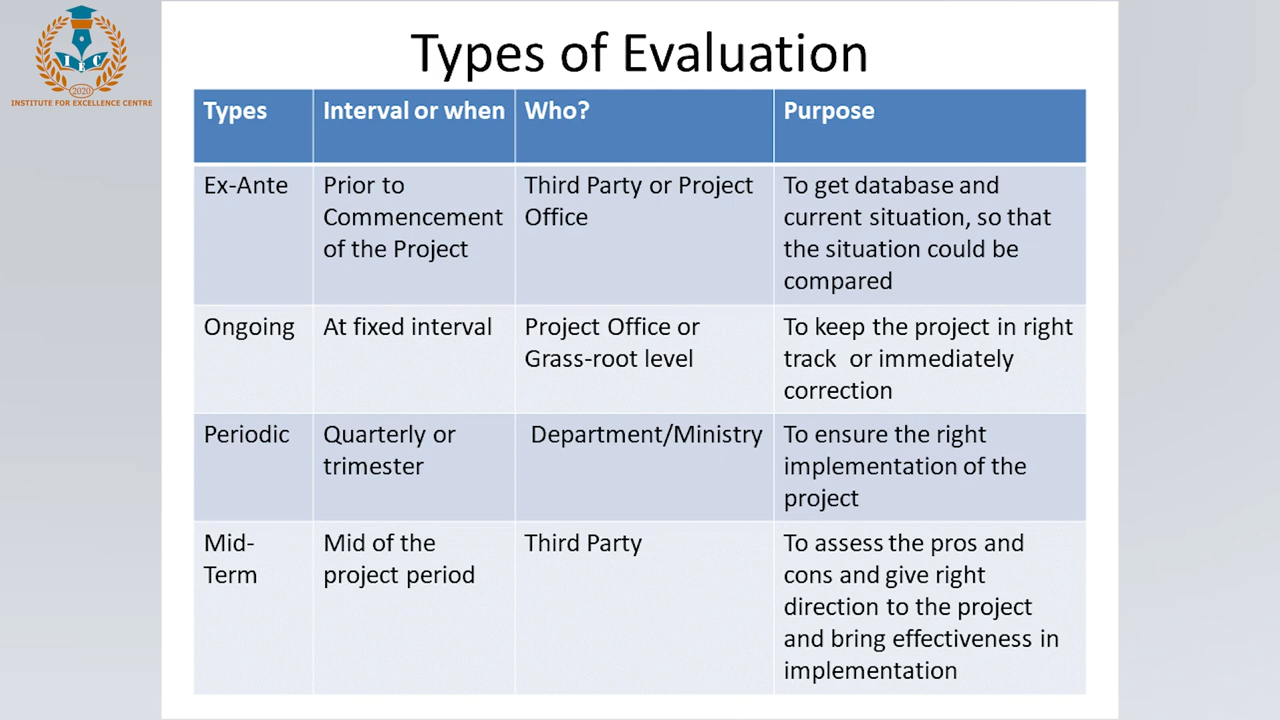 IEC
2020
INSTITUTE FOR EXCELLENCE CENTRE
Types of Evaluation
Types
Interval or when
Who?
Purpose
Ex-Ante
Prior to
Commencement
of the Project
Third Party or Project
Office
To get database and
current situation, so that
the situation could be
compared
Ongoing
At fixed interval
Project Office or
Grass-root level
To keep the project in right
track or immediately
correction
Periodic
Quarterly or
trimester
Department/Ministry
To ensure the right
implementation of the
project
Mid-
Term
Mid of the
project period
Third Party
To assess the pros and
cons and give right
direction to the project
and bring effectiveness in
implementation